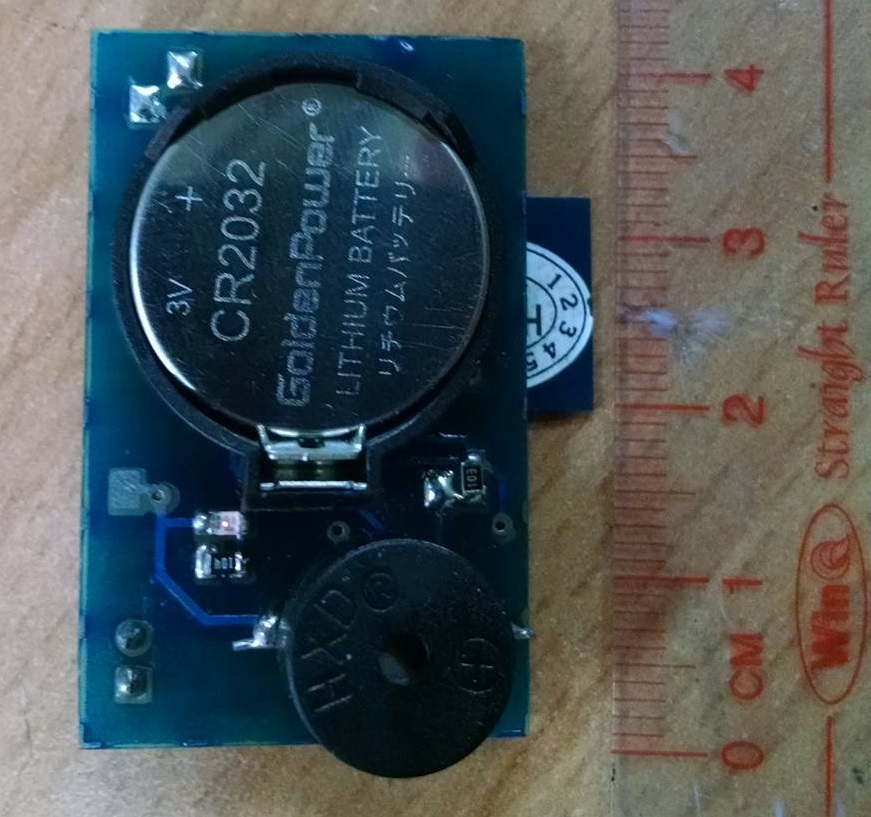 3V +
CR2032
GoldenPower®
LITHIUM BATTERY
リチウムバッテリー
1 2 3 4 5
T
103
HXD ®
+
4
3
2
1
CM
0
Straight Ruler
Win